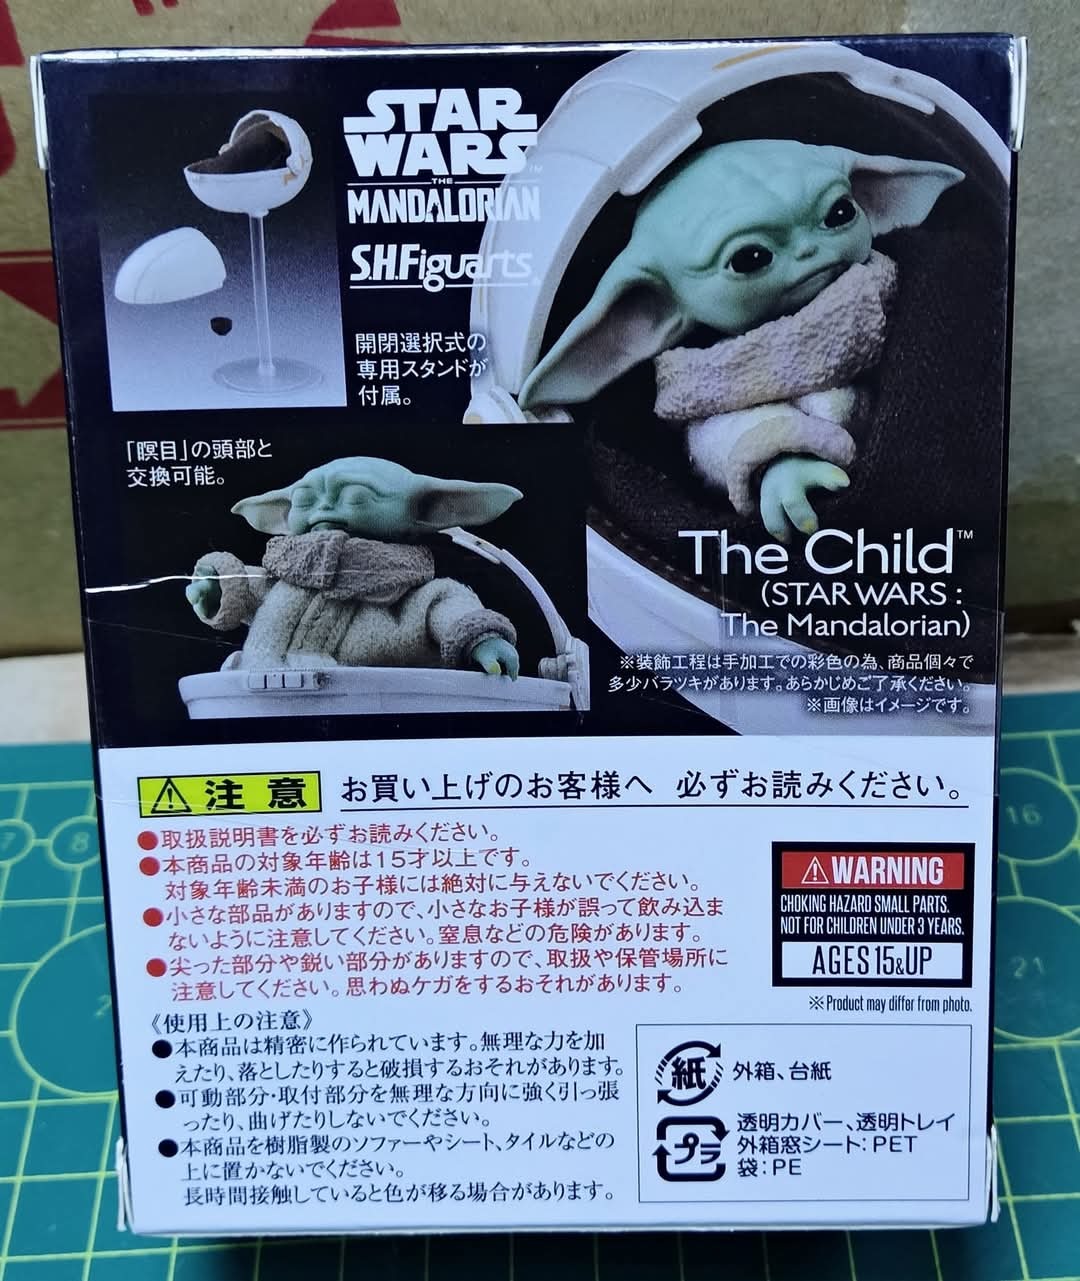 STAR
WARS™
THE
MANDALORIAN
S.H.Figuarts
開閉選択式の
専用スタンドが
付属。
「瞑目」の頭部と
交換可能。
The Child™
(STAR WARS :
The Mandalorian)
※装飾工程は手加工での彩色の為、商品個々で
多少バラツキがあります。あらかじめご了承ください。
※画像はイメージです。
⚠注意 お買い上げのお客様へ 必ずお読みください。
●取扱説明書を必ずお読みください。
●本商品の対象年齢は15才以上です。
対象年齢未満のお子様には絶対に与えないでください。
●小さな部品がありますので、小さなお子様が誤って飲み込ま
ないように注意してください。窒息などの危険があります。
●尖った部分や鋭い部分がありますので、取扱や保管場所に
注意してください。思わぬケガをするおそれがあります。
⚠WARNING
CHOKING HAZARD SMALL PARTS.
NOT FOR CHILDREN UNDER 3 YEARS.
AGES 15&UP
※Product may differ from photo.
《使用上の注意》
●本商品は精密に作られています。無理な力を加
えたり、落としたりすると破損するおそれがあります。
●可動部分・取付部分を無理な方向に強く引っ張
ったり、曲げたりしないでください。
●本商品を樹脂製のソファーやシート、タイルなどの
上に置かないでください。
長時間接触していると色が移る場合があります。
紙 外箱、台紙
プラ 透明カバー、透明トレイ
外箱窓シート:PET
袋:PE
7
8
16
21